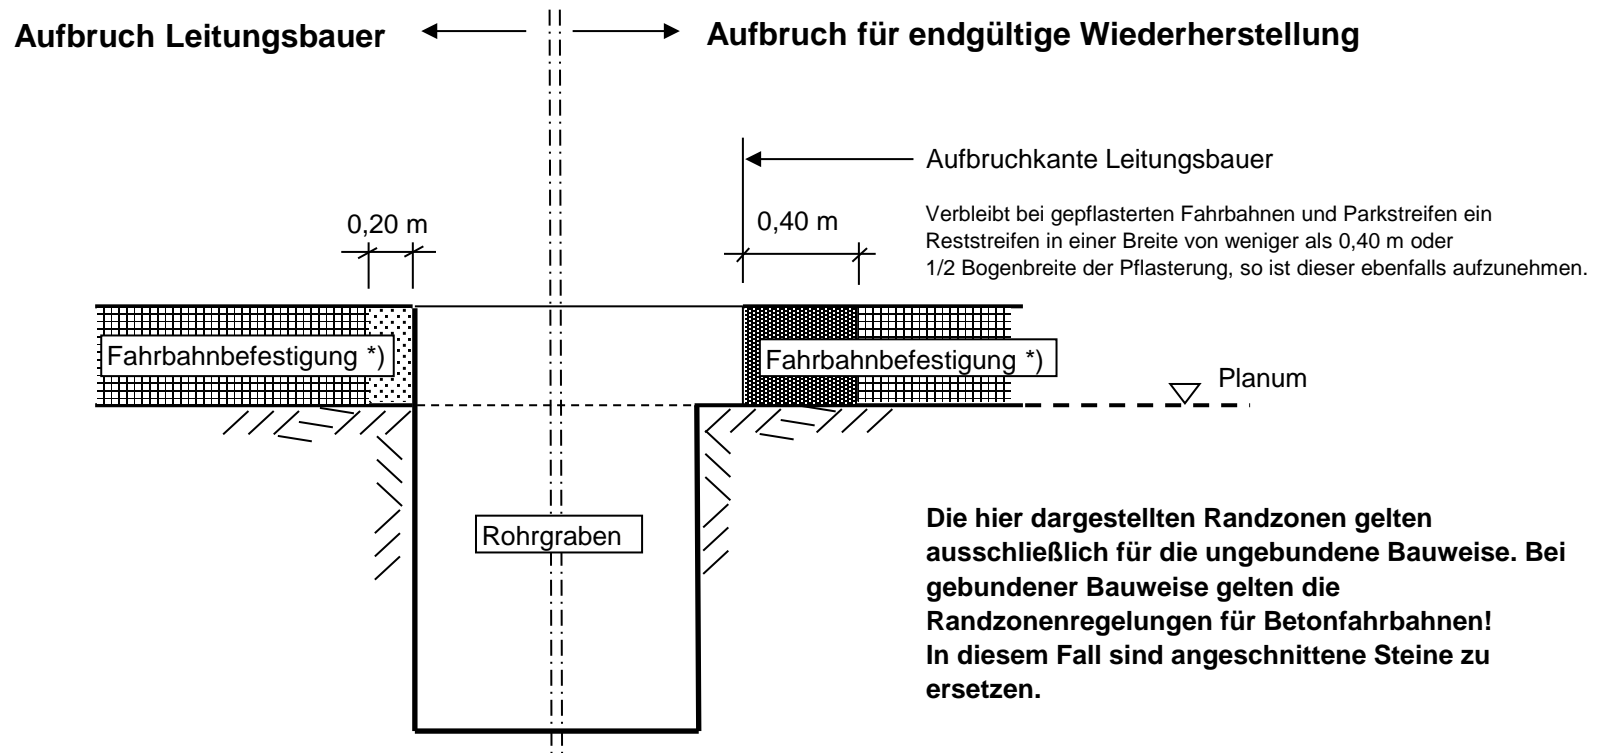 Aufbruch Leitungsbauer
Aufbruch für endgültige Wiederherstellung
Aufbruchkante Leitungsbauer
0,20 m
0,40 m
Verbleibt bei gepflasterten Fahrbahnen und Parkstreifen ein
Reststreifen in einer Breite von weniger als 0,40 m oder
1/2 Bogenbreite der Pflasterung, so ist dieser ebenfalls aufzunehmen.
Fahrbahnbefestigung *)
Fahrbahnbefestigung *)
Planum
Rohrgraben
Die hier dargestellten Randzonen gelten
ausschließlich für die ungebundene Bauweise. Bei
gebundener Bauweise gelten die
Randzonenregelungen für Betonfahrbahnen!
In diesem Fall sind angeschnittene Steine zu
ersetzen.